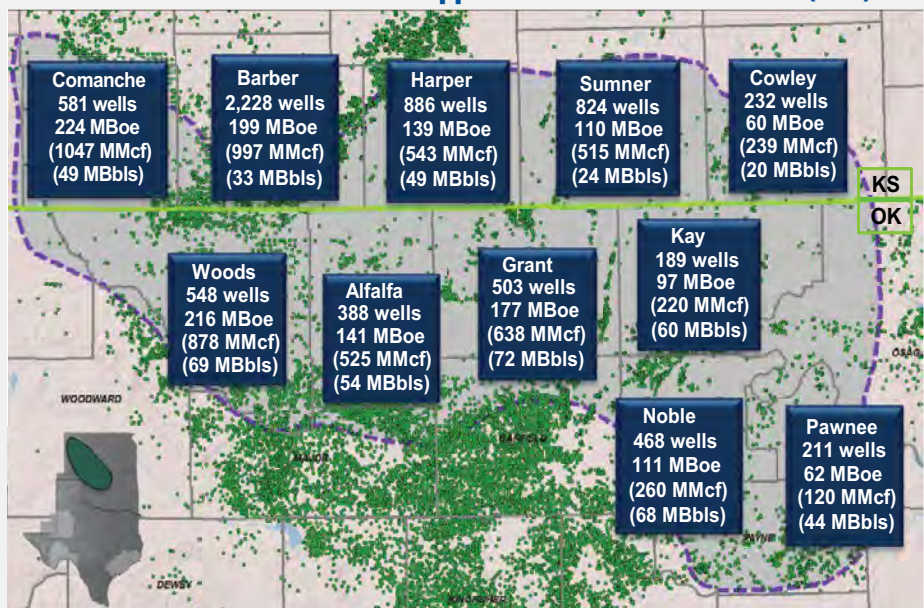 Comanche
581 wells
224 MBoe
(1047 MMcf)
(49 MBbls)
Barber
2,228 wells
199 MBoe
(997 MMcf)
(33 MBbls)
Harper
886 wells
139 MBoe
(543 MMcf)
(49 MBbls)
Sumner
824 wells
110 MBoe
(515 MMcf)
(24 MBbls)
Cowley
232 wells
60 MBoe
(239 MMcf)
(20 MBbls)
KS
OK
Woods
548 wells
216 MBoe
(878 MMcf)
(69 MBbls)
Alfalfa
388 wells
141 MBoe
(525 MMcf)
(54 MBbls)
Grant
503 wells
177 MBoe
(638 MMcf)
(72 MBbls)
Kay
189 wells
97 MBoe
(220 MMcf)
(60 MBbls)
WOODWARD
MAJOR
GARFIELD
Noble
468 wells
111 MBoe
(260 MMcf)
(68 MBbls)
Pawnee
211 wells
62 MBoe
(120 MMcf)
(44 MBbls)
PAYNE
DEWEY
KINGFISHER